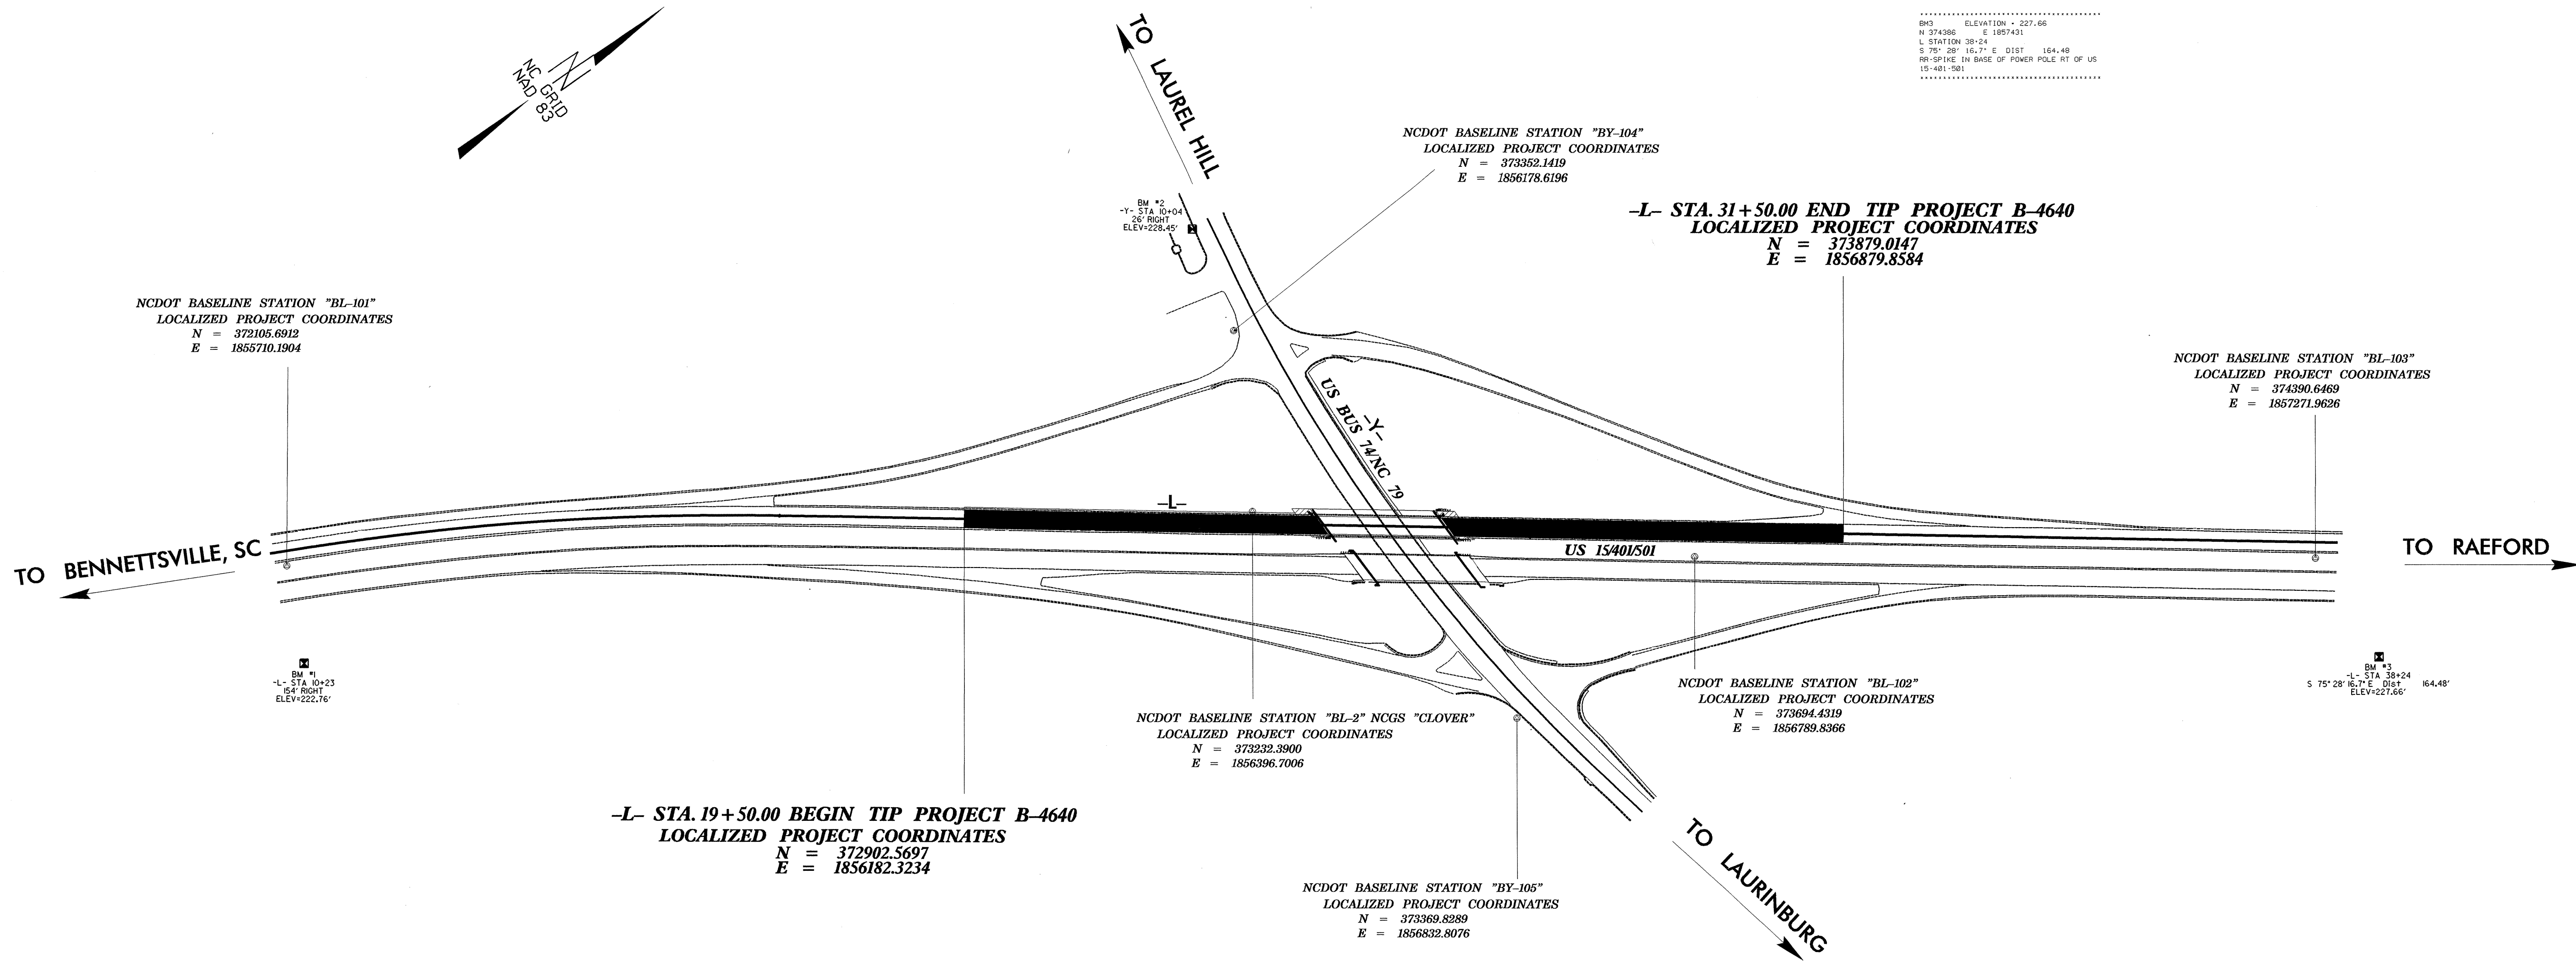 BM3 ELEVATION • 227.66
N 374386 E 1857431
L STATION 38+24
S 75° 28' 16.7" E DIST 164.48
RR-SPIKE IN BASE OF POWER POLE RT OF US
15-401-501
NC GRID
NAD 83
TO LAUREL HILL
NCDOT BASELINE STATION "BY-104"
LOCALIZED PROJECT COORDINATES
N = 373352.1419
E = 1856178.6196
BM #2
-Y- STA 10+04
26' RIGHT
ELEV=228.45'
-L- STA. 31+50.00 END TIP PROJECT B-4640
LOCALIZED PROJECT COORDINATES
N = 373879.0147
E = 1856879.8584
NCDOT BASELINE STATION "BL-101"
LOCALIZED PROJECT COORDINATES
N = 372105.6912
E = 1855710.1904
NCDOT BASELINE STATION "BL-103"
LOCALIZED PROJECT COORDINATES
N = 374390.6469
E = 1857271.9626
-Y-
US BUS 74/NC 79
-L-
US 15/401/501
TO BENNETTSVILLE, SC
TO RAEFORD
BM #1
-L- STA 10+23
154' RIGHT
ELEV=222.76'
BM #3
-L- STA 38+24
S 75° 28' 16.7" E Dist 164.48'
ELEV=227.66'
NCDOT BASELINE STATION "BL-102"
LOCALIZED PROJECT COORDINATES
N = 373694.4319
E = 1856789.8366
NCDOT BASELINE STATION "BL-2" NCGS "CLOVER"
LOCALIZED PROJECT COORDINATES
N = 373232.3900
E = 1856396.7006
-L- STA. 19+50.00 BEGIN TIP PROJECT B-4640
LOCALIZED PROJECT COORDINATES
N = 372902.5697
E = 1856182.3234
TO LAURINBURG
NCDOT BASELINE STATION "BY-105"
LOCALIZED PROJECT COORDINATES
N = 373369.8289
E = 1856832.8076